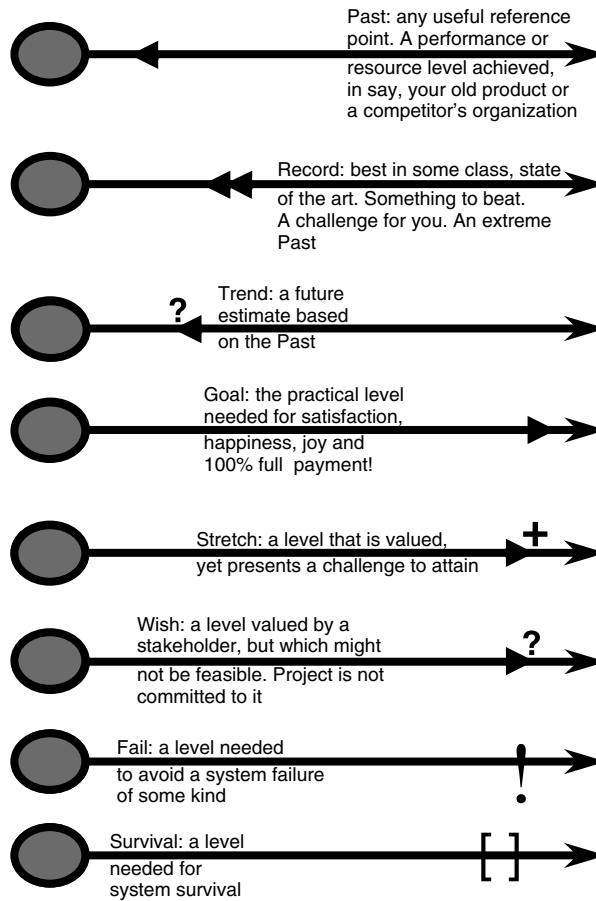 Past: any useful reference
point. A performance or
resource level achieved,
in say, your old product or
a competitor's organization
Record: best in some class, state
of the art. Something to beat.
A challenge for you. An extreme
Past
?
Trend: a future
estimate based
on the Past
Goal: the practical level
needed for satisfaction,
happiness, joy and
100% full payment!
+
Stretch: a level that is valued,
yet presents a challenge to attain
Wish: a level valued by a
stakeholder, but which might
?
not be feasible. Project is not
committed to it
Fail: a level needed
to avoid a system failure
of some kind
!
Survival: a level
[ ]
needed for
system survival